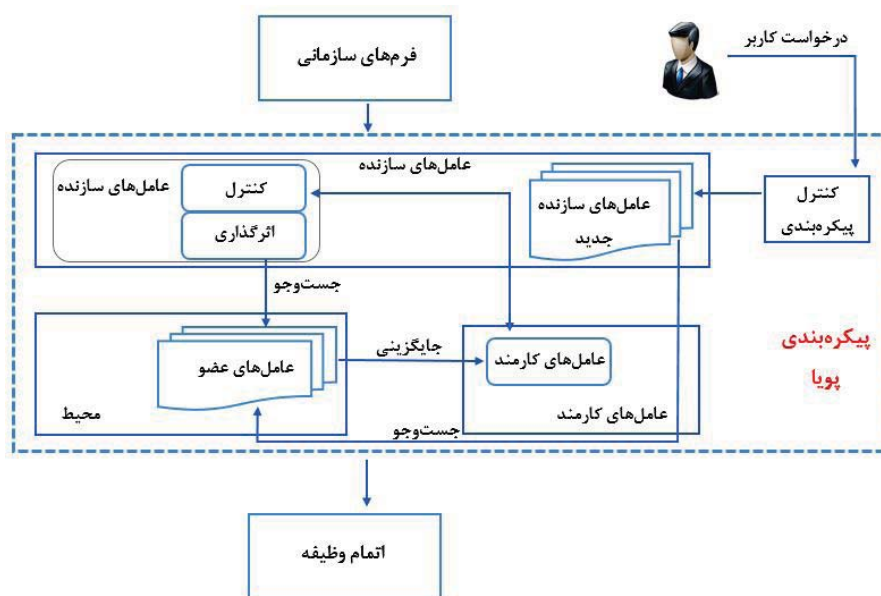 درخواست کاربر
فرم‌های سازمانی
عامل‌های سازنده
کنترل
عامل‌های سازنده
اثرگذاری
عامل‌های سازنده
جدید
کنترل
پیکره‌بندی
جست‌وجو
پیکره‌بندی
پویا
جایگزینی
عامل‌های عضو
عامل‌های کارمند
محیط
عامل‌های کارمند
جست‌وجو
اتمام وظیفه